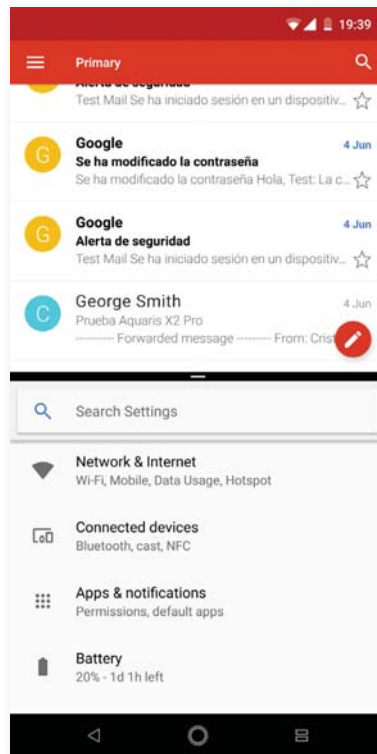 19:39
Primary
Alerta de seguridad
Test Mail Se ha iniciado sesión en un dispositiv...
Google
4 Jun
Se ha modificado la contraseña
Se ha modificado la contraseña Hola, Test: La c...
Google
4 Jun
Alerta de seguridad
Test Mail Se ha iniciado sesión en un dispositiv...
C
George Smith
4 Jun
Prueba Aquaris X2 Pro
---------- Forwarded message --------- From: Crist
Search Settings
Network & Internet
Wi-Fi, Mobile, Data Usage, Hotspot
Connected devices
Bluetooth, cast, NFC
Apps & notifications
Permissions, default apps
Battery
20% - 1d 1h left